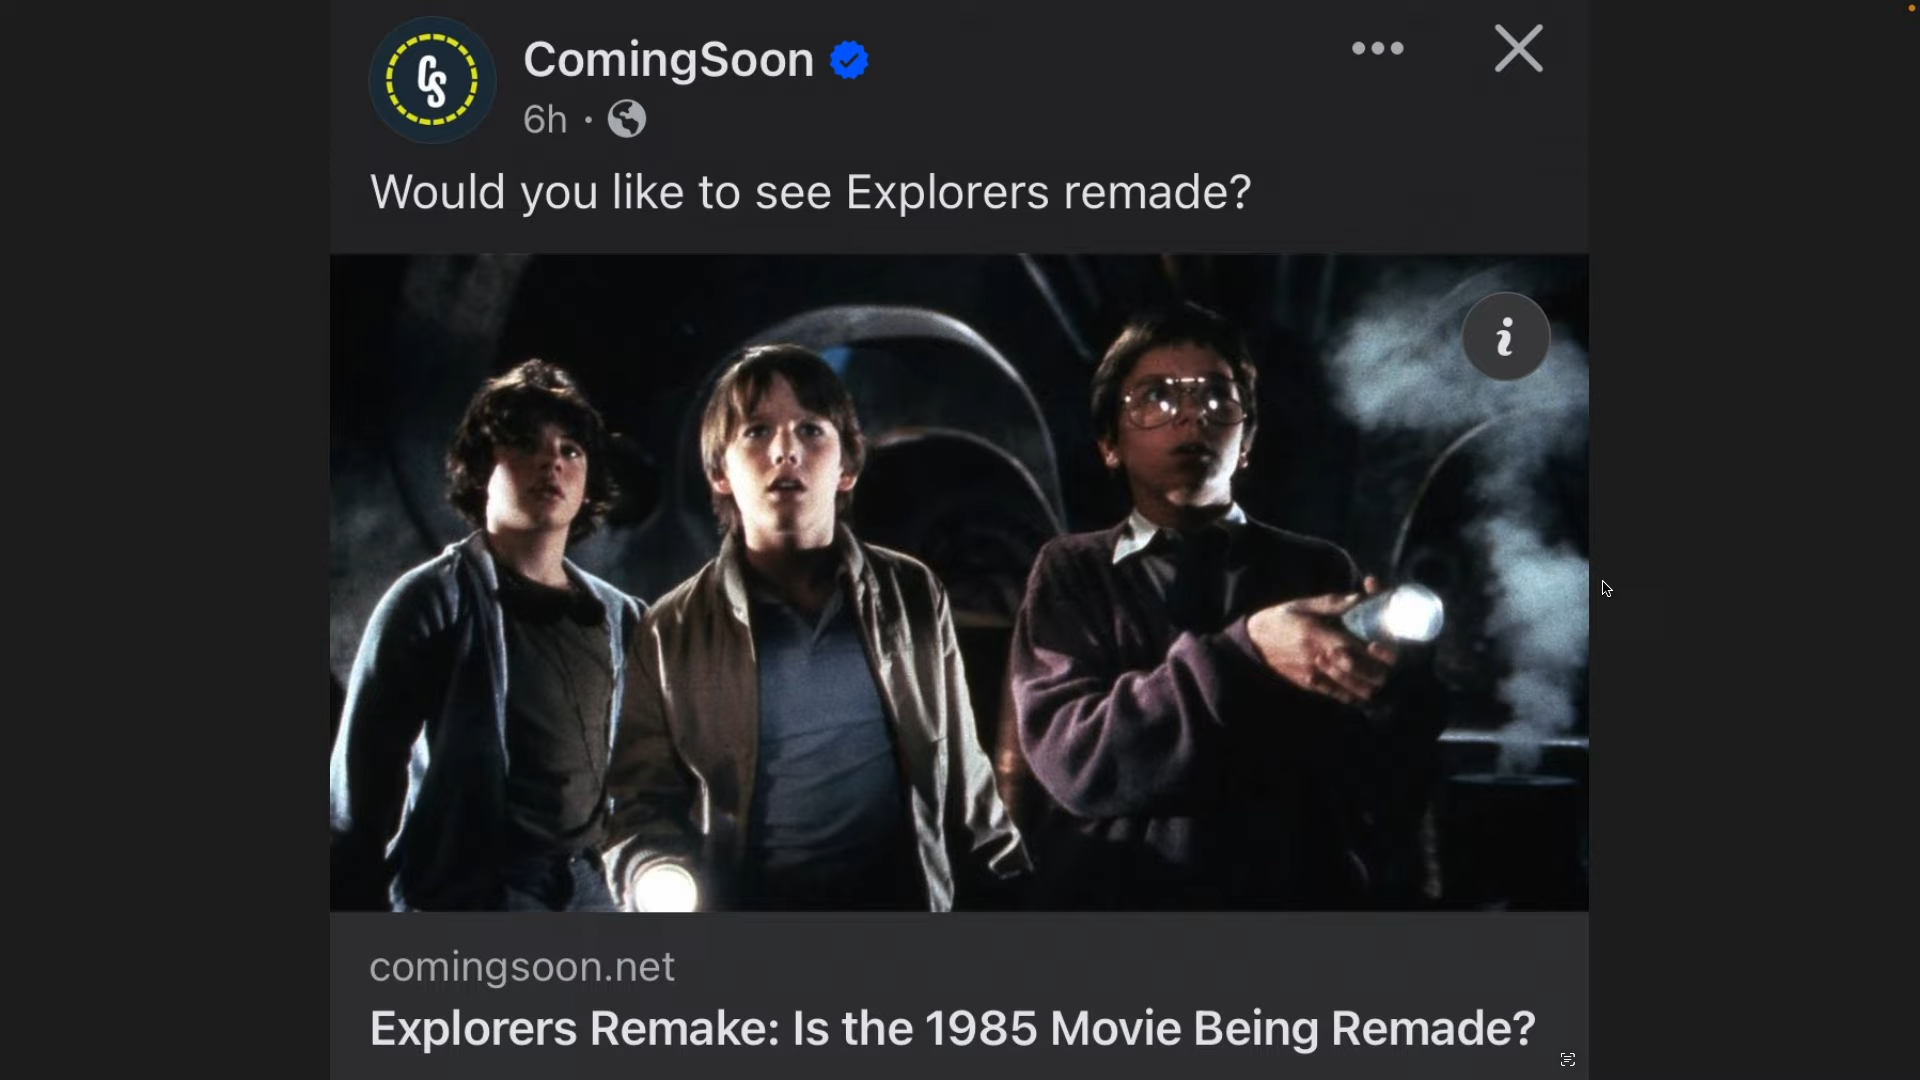 CS
ComingSoon
6h ·
Would you like to see Explorers remade?
i
comingsoon.net
Explorers Remake: Is the 1985 Movie Being Remade?